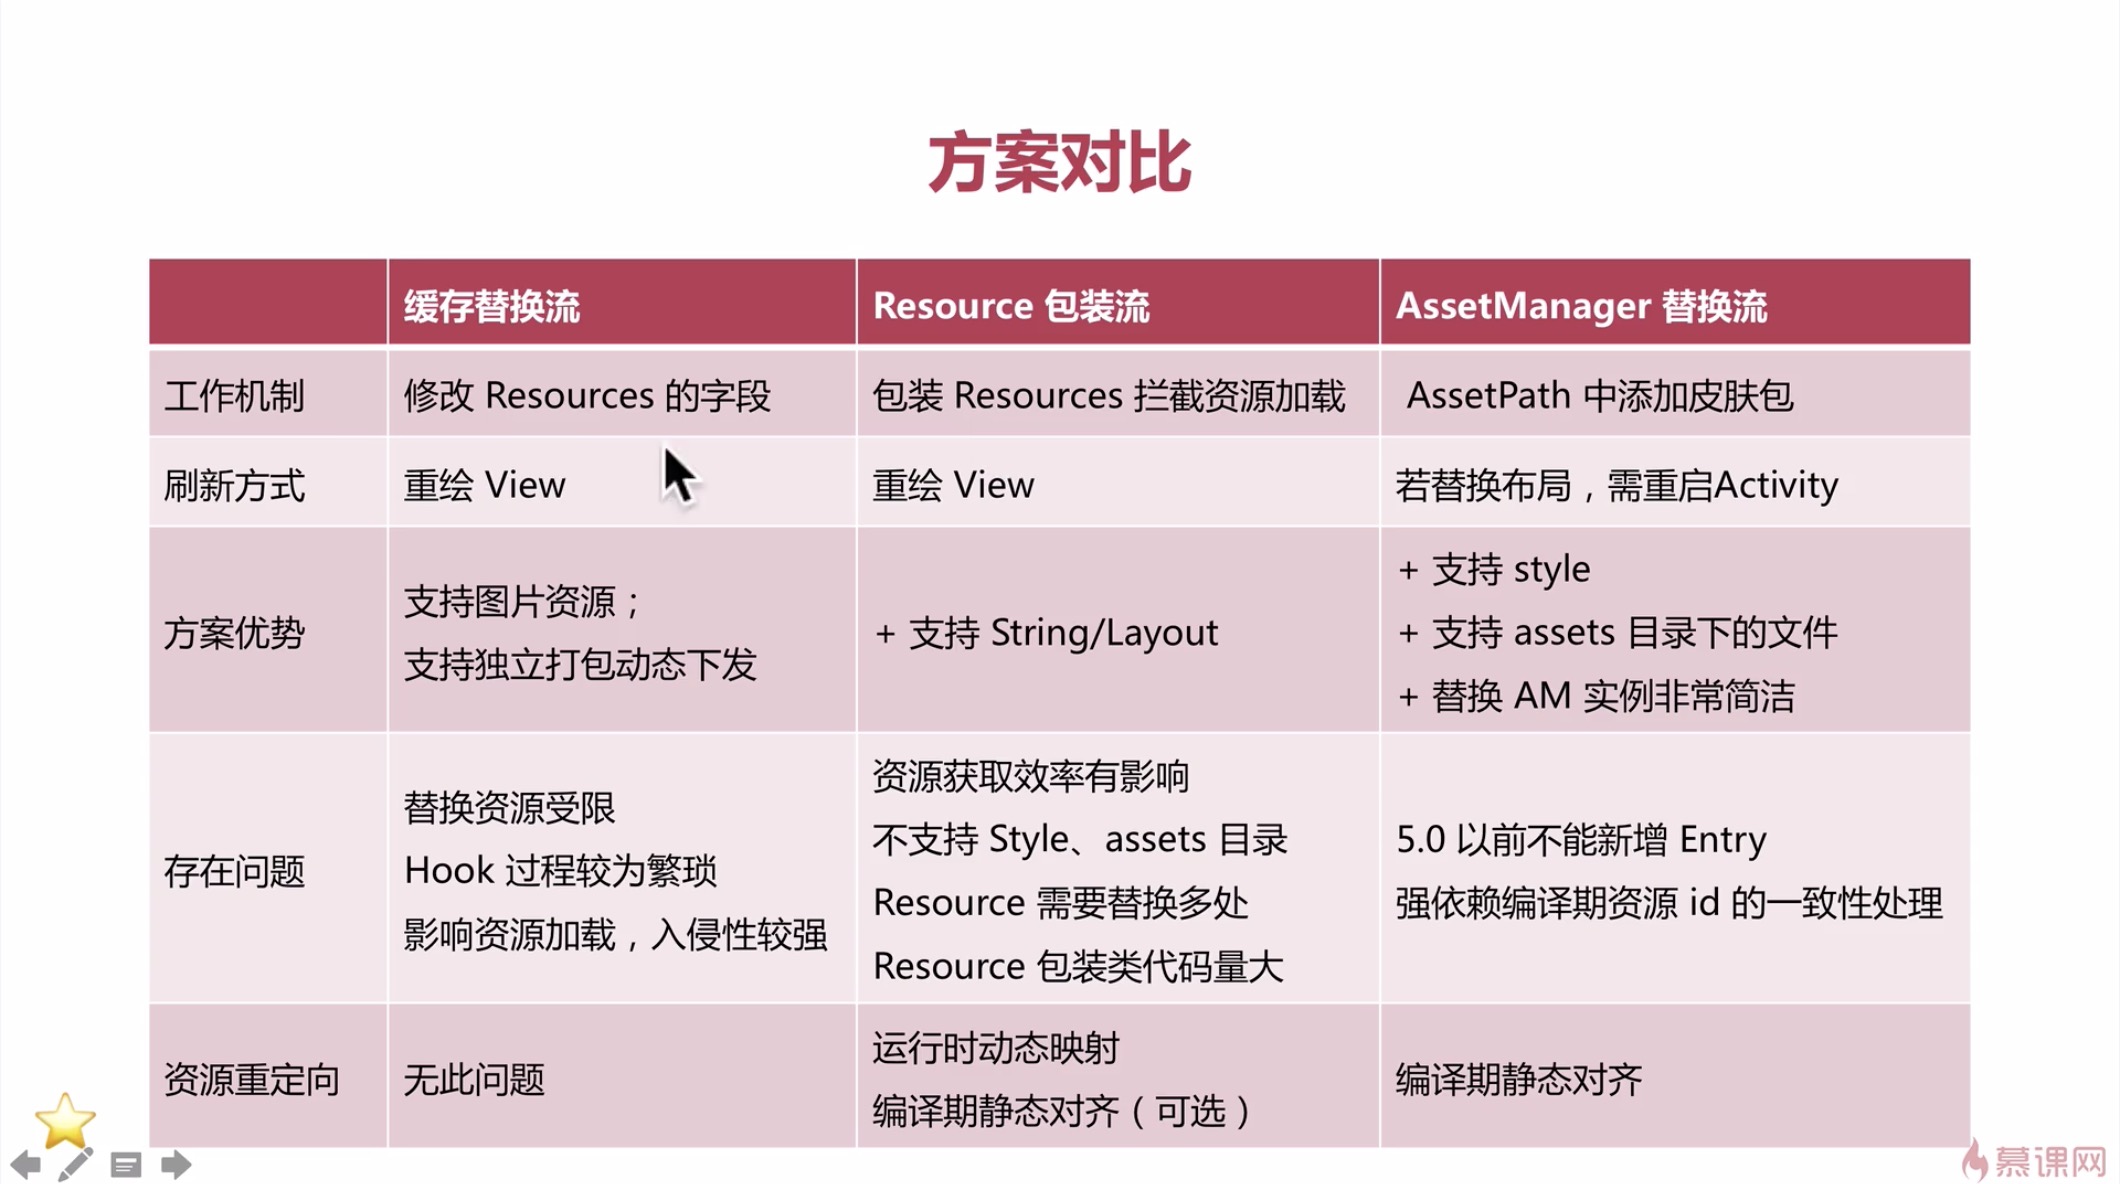 方案对比
缓存替换流
Resource 包装流
AssetManager 替换流
工作机制
修改 Resources 的字段
包装 Resources 拦截资源加载
AssetPath 中添加皮肤包
刷新方式
重绘 View
重绘 View
若替换布局，需重启Activity
方案优势
支持图片资源；
支持独立打包动态下发
+ 支持 String/Layout
+ 支持 style
+ 支持 assets 目录下的文件
+ 替换 AM 实例非常简洁
存在问题
替换资源受限
Hook 过程较为繁琐
影响资源加载，入侵性较强
资源获取效率有影响
不支持 Style、assets 目录
Resource 需要替换多处
Resource 包装类代码量大
5.0 以前不能新增 Entry
强依赖编译期资源 id 的一致性处理
资源重定向
无此问题
运行时动态映射
编译期静态对齐（可选）
编译期静态对齐
慕课网